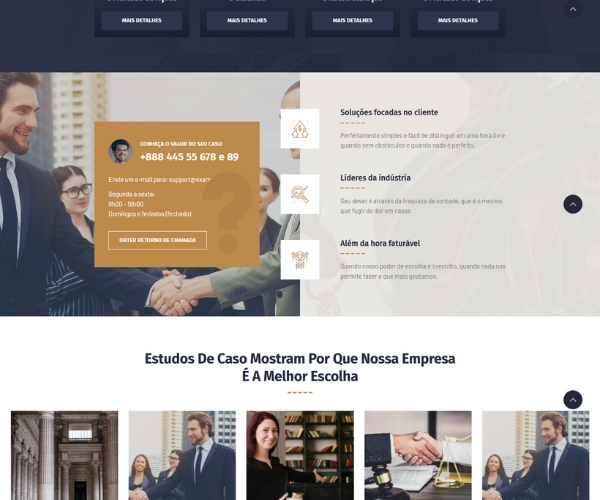 MAIS DETALHES
MAIS DETALHES
MAIS DETALHES
MAIS DETALHES
CONHEÇA O VALOR DO SEU CASO
+888 445 55 678 e 89
Envie um e-mail para: support@exam
Segunda a sexta:
9h00 - 18h00
Domingos e feriados (fechado)
OBTER RETORNO DE CHAMADA
Soluções focadas no cliente
Perfeitamente simples e fácil de distinguir em uma hora livre
quando sem obstáculos e quando nada é perfeito.
Líderes da indústria
Seu dever é através da fraqueza da vontade, que é o mesmo
que fugir da dor em casos
Além da hora faturável
Quando nosso poder de escolha é irrestrito, quando nada nos
permite fazer o que mais gostamos.
Estudos De Caso Mostram Por Que Nossa Empresa
É A Melhor Escolha